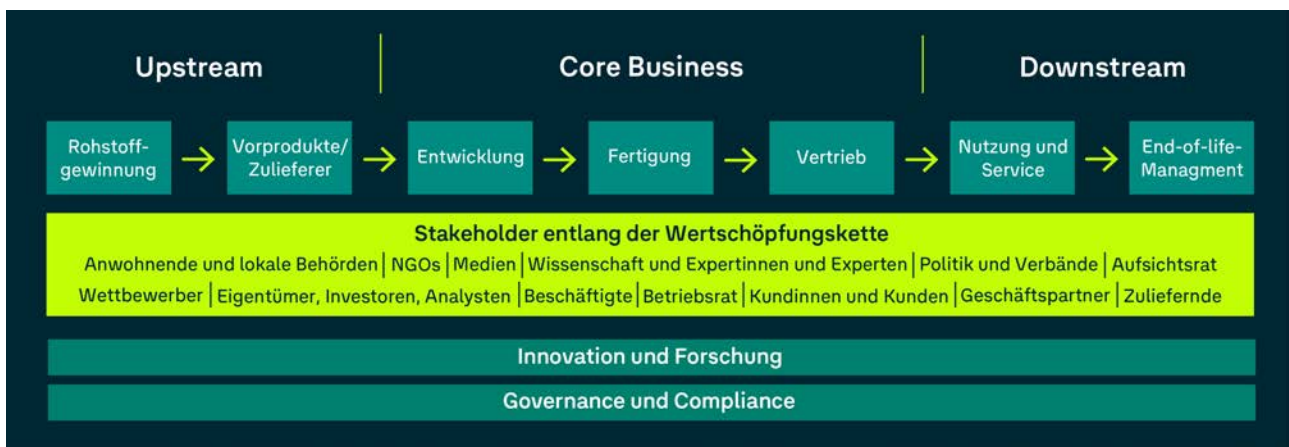 Upstream
Core Business
Downstream
Rohstoff-
gewinnung
Vorprodukte/
Zulieferer
Entwicklung
Fertigung
Vertrieb
Nutzung und
Service
End-of-life-
Managment
Stakeholder entlang der Wertschöpfungskette
Anwohnende und lokale Behörden | NGOs | Medien | Wissenschaft und Expertinnen und Experten | Politik und Verbände | Aufsichtsrat
Wettbewerber | Eigentümer, Investoren, Analysten | Beschäftigte | Betriebsrat | Kundinnen und Kunden | Geschäftspartner | Zuliefernde
Innovation und Forschung
Governance und Compliance